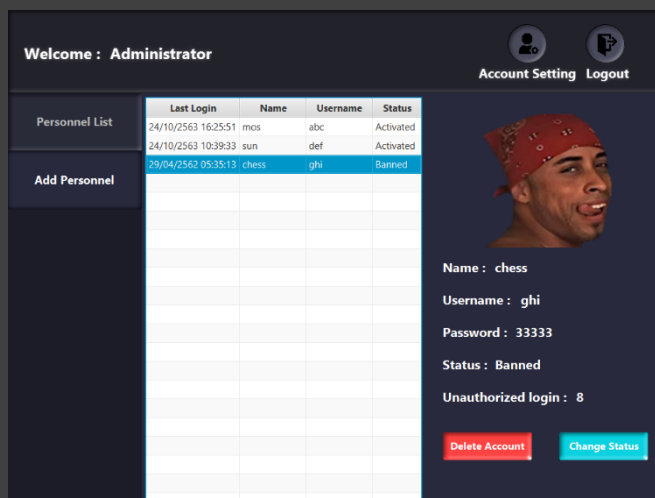 Welcome :  Administrator
Account Setting
Logout
Personnel List
Add Personnel
Last Login Name Username Status
24/10/2563 16:25:51 mos abc Activated
24/10/2563 10:39:33 sun def Activated
29/04/2562 05:35:13 chess ghi Banned
Name :  chess
Username :  ghi
Password :  33333
Status :  Banned
Unauthorized login :  8
Delete Account
Change Status